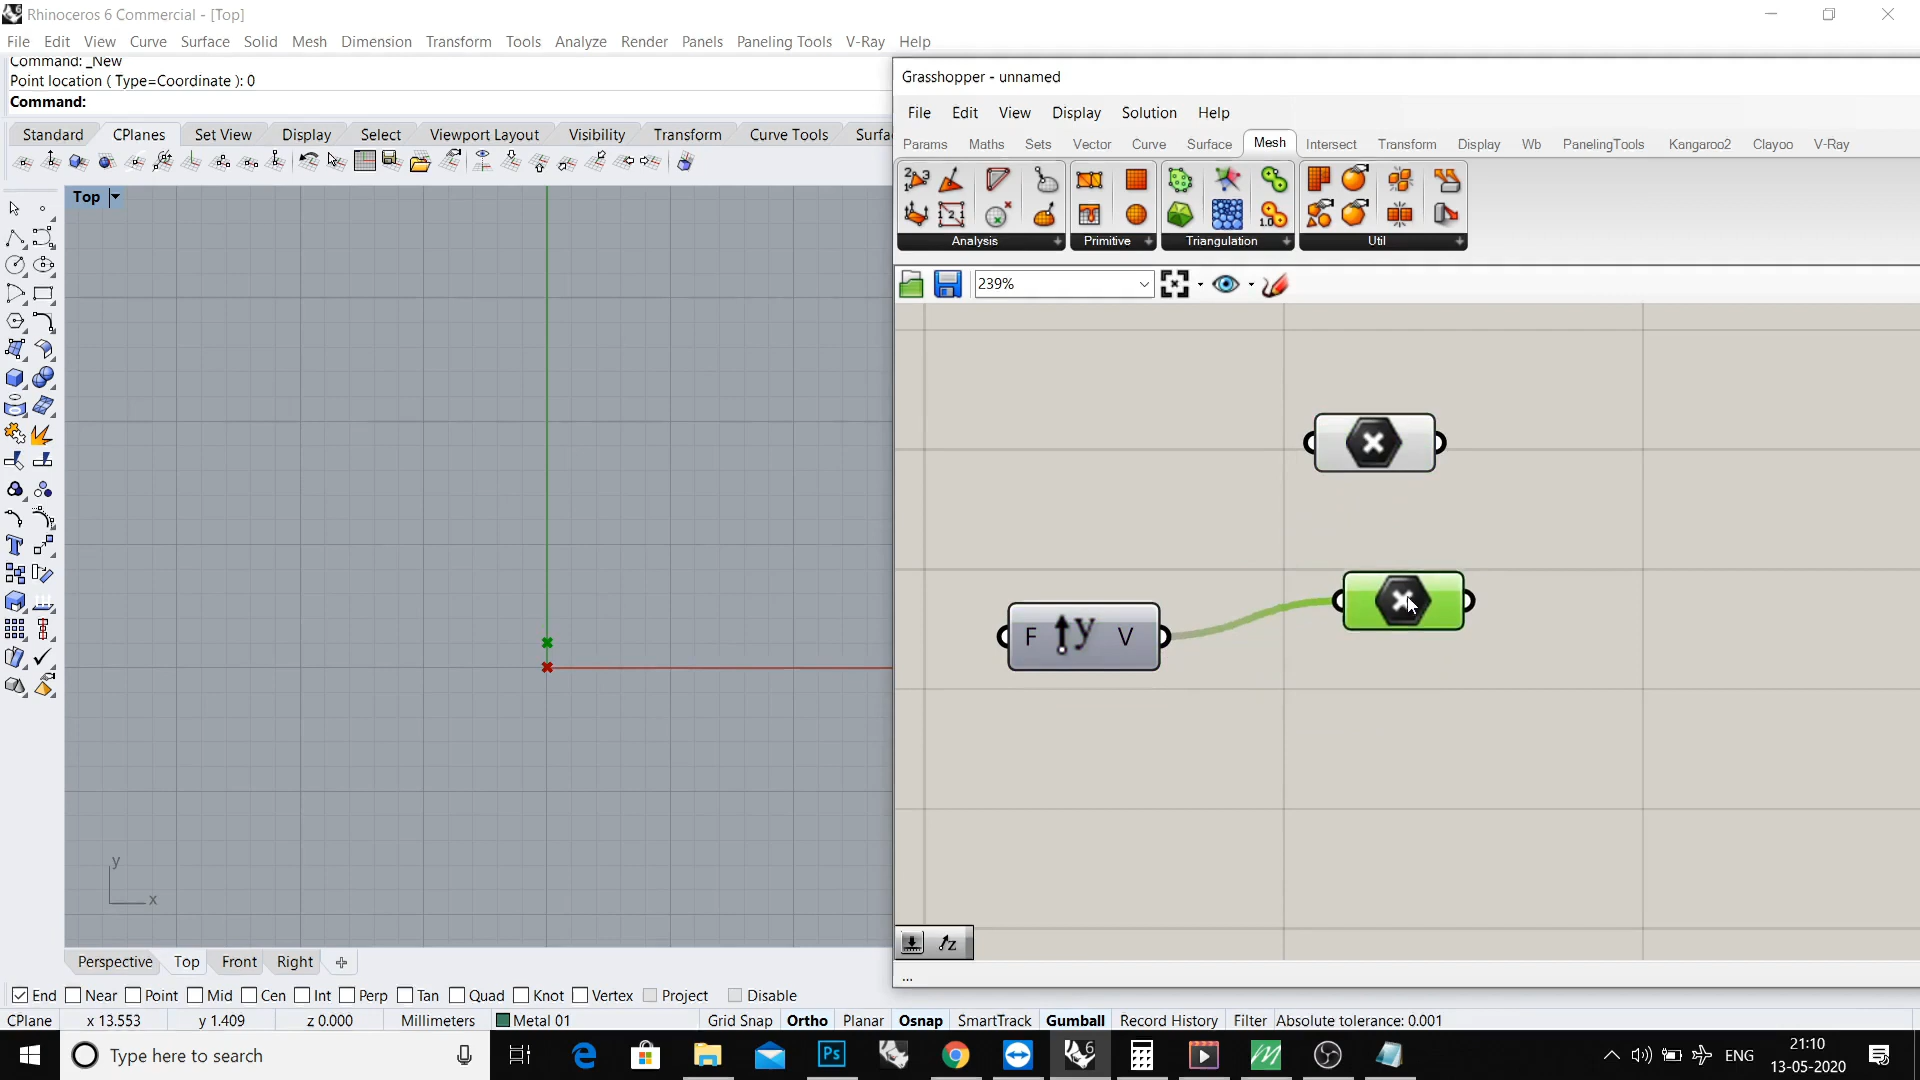 Rhinoceros 6 Commercial - [Top]
File Edit View Curve Surface Solid Mesh Dimension Transform Tools Analyze Render Panels Paneling Tools V-Ray Help
Command: _New
Point location ( Type=Coordinate ): 0
Command:
Standard CPlanes Set View Display Select Viewport Layout Visibility Transform Curve Tools Surfa
Top
y
x
Perspective Top Front Right
End Near Point Mid Cen Int Perp Tan Quad Knot Vertex Project Disable
CPlane x 13.553 y 1.409 z 0.000 Millimeters Metal 01 Grid Snap Ortho Planar Osnap SmartTrack Gumball Record History Filter Absolute tolerance: 0.001
Grasshopper - unnamed
File Edit View Display Solution Help
Params Maths Sets Vector Curve Surface Mesh Intersect Transform Display Wb PanelingTools Kangaroo2 Clayoo V-Ray
Analysis Primitive Triangulation Util
239%
F y V
z
...
Type here to search
Ps
6
ENG
21:10
13-05-2020